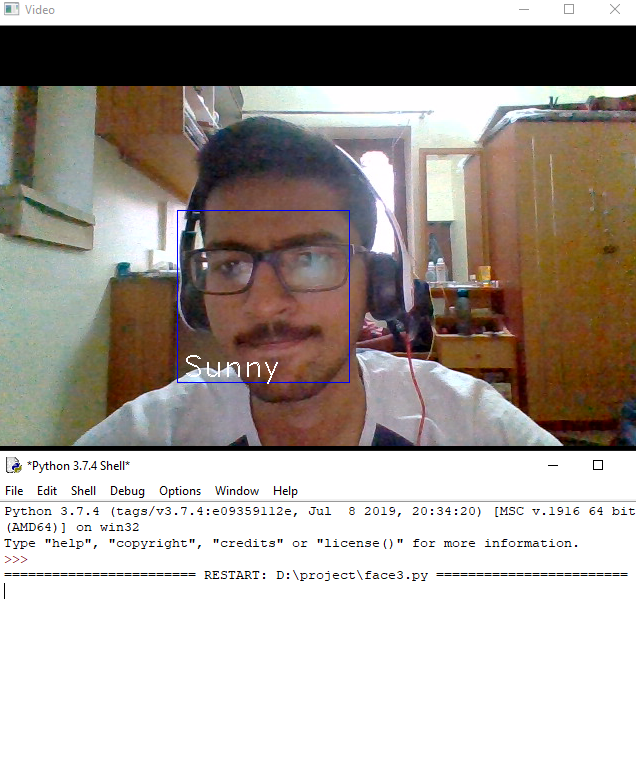 Video
Sunny
*Python 3.7.4 Shell*
File Edit Shell Debug Options Window Help
Python 3.7.4 (tags/v3.7.4:e09359112e, Jul  8 2019, 20:34:20) [MSC v.1916 64 bit
(AMD64)] on win32
Type "help", "copyright", "credits" or "license()" for more information.
>>>
======================== RESTART: D:\project\face3.py ========================